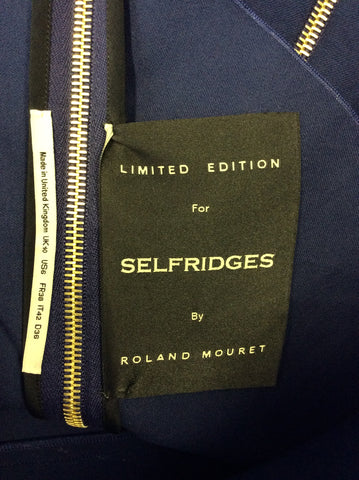 LIMITED EDITION
For
SELFRIDGES
By
ROLAND MOURET
Made in United Kingdom UK10 US6 FR38 IT42 D36